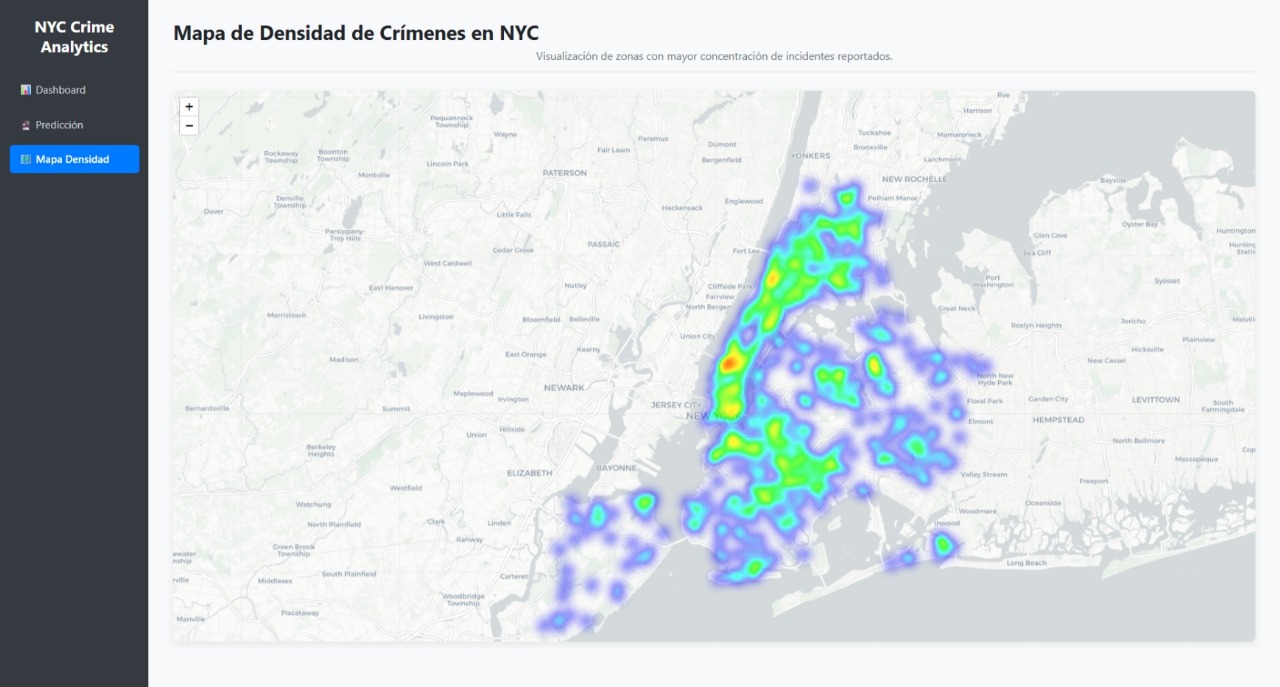 NYC Crime
Analytics
Dashboard
Predicción
Mapa Densidad
Mapa de Densidad de Crímenes en NYC
Visualización de zonas con mayor concentración de incidentes reportados.
+
−
Rye
Harrison
Pequannock
Township
Wayne
Paramus
Dumont
Tuckahoe
Mamaroneck
Bronxville
Fair Lawn
Bergenfield
YONKERS
Larchmont
Rockaway
Township
Boonton
Township
Lincoln Park
Montville
PATERSON
NEW ROCHELLE
Bayville
Denville
Township
Hackensack
Englewood
Pelham Manor
Dover
Little Falls
Oyster Bay
Parsippany-
Troy Hills
Huntington
Glen Cove
Cedar Grove
PASSAIC
Fort Lee
Sea Cliff
Huntin
Statio
West Caldwell
Port
Washington
Syosset
East Hanover
Nutley
Cliffside Park
Fairview
North Bergen
Great Neck
Morristown
Livingston
Bloomfield
Belleville
Roslyn Heights
Jericho
Melvill
Union City
Plainview
Hicksville
Madison
East Orange
Kearny
New Cassel
North New
Hyde Park
NEWARK
Maplewood
Irvington
Floral Park
Garden City
LEVITTOWN
Bernardsville
Summit
JERSEY CITY
NEW YORK
South
Farmingdale
HEMPSTEAD
Elmont
Hillside
Union
North Bellmore
Berkeley
Heights
Massapequa
Cop
ELIZABETH
BAYONNE
Valley Stream
Freeport
Westfield
Watchung
Oceanside
Woodmere
North Plainfield
Clark
Linden
Inwood
Rahway
Green Brook
Township
ewater
nship
Long Beach
South Plainfield
Carteret
rville
Middlesex
Woodbridge
Township
Piscataway
Manville